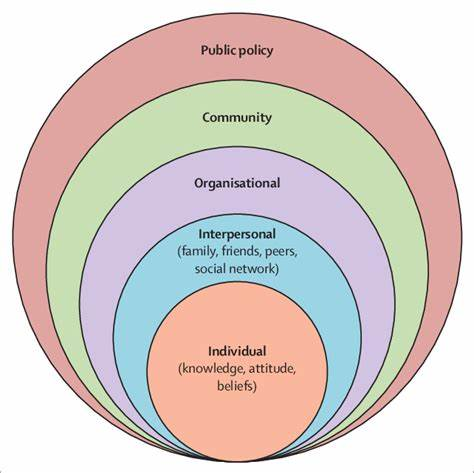 Public policy
Community
Organisational
Interpersonal
(family, friends, peers,
social network)
Individual
(knowledge, attitude,
beliefs)